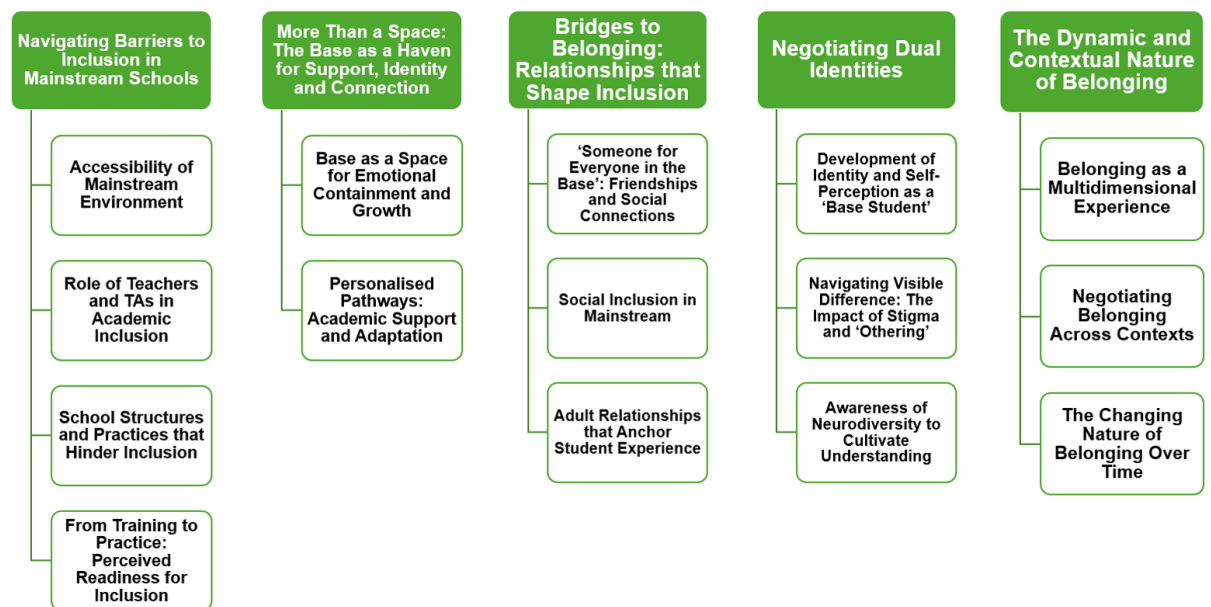 Navigating Barriers to
Inclusion in
Mainstream Schools
Accessibility of
Mainstream
Environment
Role of Teachers
and TAs in
Academic
Inclusion
School Structures
and Practices that
Hinder Inclusion
From Training to
Practice:
Perceived
Readiness for
Inclusion
More Than a Space:
The Base as a Haven
for Support, Identity
and Connection
Base as a Space
for Emotional
Containment and
Growth
Personalised
Pathways:
Academic Support
and Adaptation
Bridges to
Belonging:
Relationships that
Shape Inclusion
‘Someone for
Everyone in the
Base’: Friendships
and Social
Connections
Social Inclusion in
Mainstream
Adult Relationships
that Anchor
Student Experience
Negotiating Dual
Identities
Development of
Identity and Self-
Perception as a
‘Base Student’
Navigating Visible
Difference: The
Impact of Stigma
and ‘Othering’
Awareness of
Neurodiversity to
Cultivate
Understanding
The Dynamic and
Contextual Nature
of Belonging
Belonging as a
Multidimensional
Experience
Negotiating
Belonging
Across Contexts
The Changing
Nature of
Belonging Over
Time